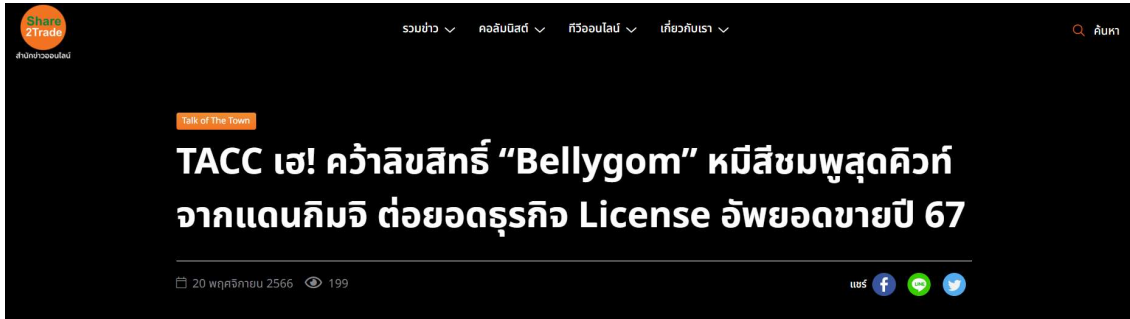 Share
2Trade
สำนักข่าวออนไลน์
รวมข่าว คอลัมนิสต์ ทีวีออนไลน์ เกี่ยวกับเรา
ค้นหา
Talk of The Town
TACC เฮ! คว้าลิขสิทธิ์ “Bellygom” หมีสีชมพูสุดคิวท์
จากแดนกิมจิ ต่อยอดธุรกิจ License อัพยอดขายปี 67
20 พฤศจิกายน 2566 199
แชร์
LINE